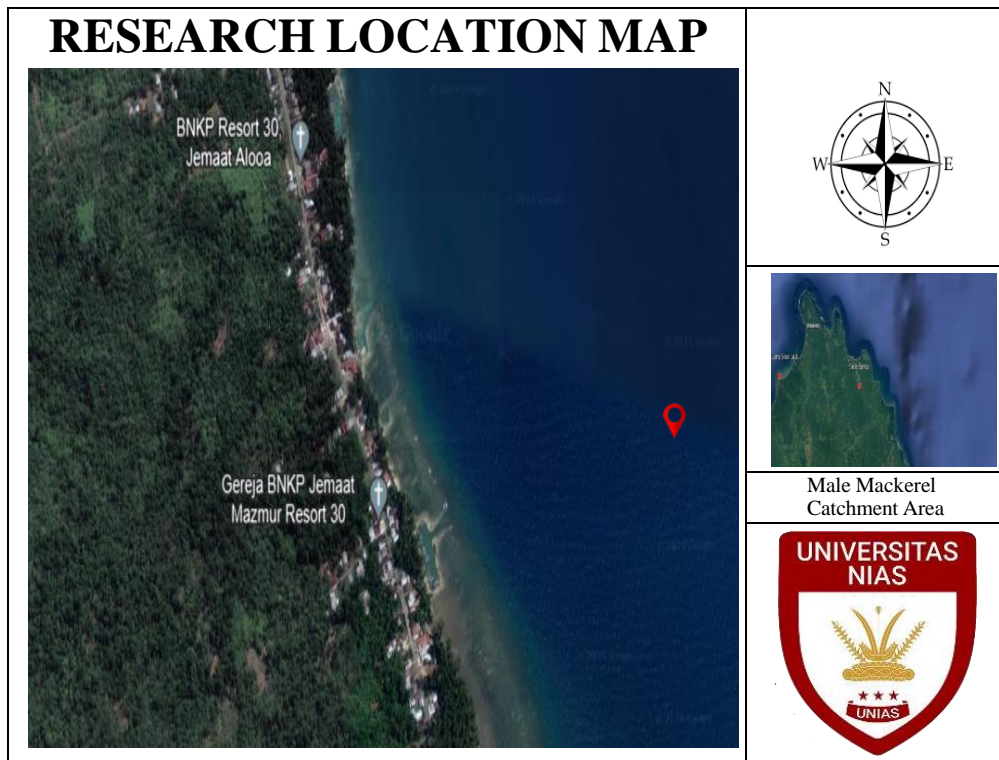 RESEARCH LOCATION MAP
BNKP Resort 30,
Jemaat Alooa
Gereja BNKP Jemaat
Mazmur Resort 30
N
W
E
S
Male Mackerel
Catchment Area
UNIVERSITAS
NIAS
UNIAS